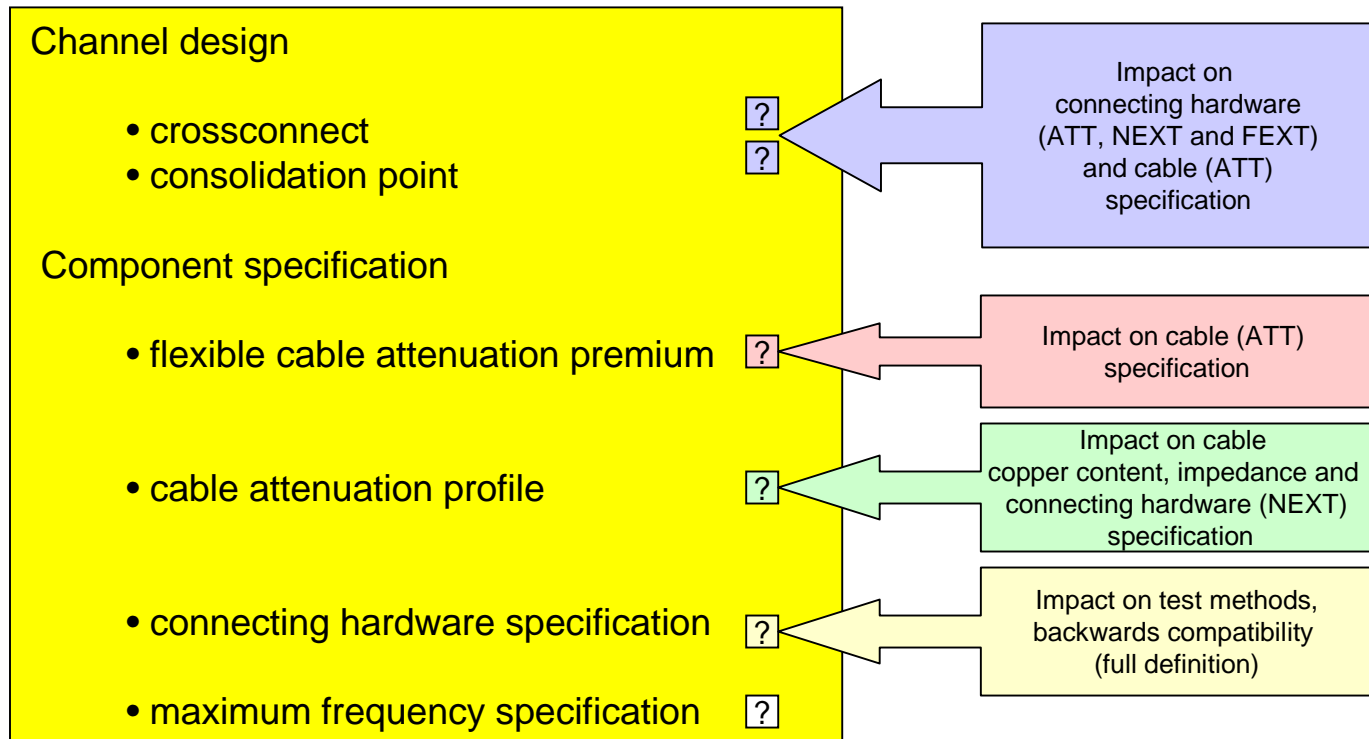 Channel design
• crossconnect
?
• consolidation point
?
Impact on
connecting hardware
(ATT, NEXT and FEXT)
and cable (ATT)
specification
Component specification
• flexible cable attenuation premium
?
Impact on cable (ATT)
specification
• cable attenuation profile
?
Impact on cable
copper content, impedance and
connecting hardware (NEXT)
specification
• connecting hardware specification
?
Impact on test methods,
backwards compatibility
(full definition)
• maximum frequency specification
?